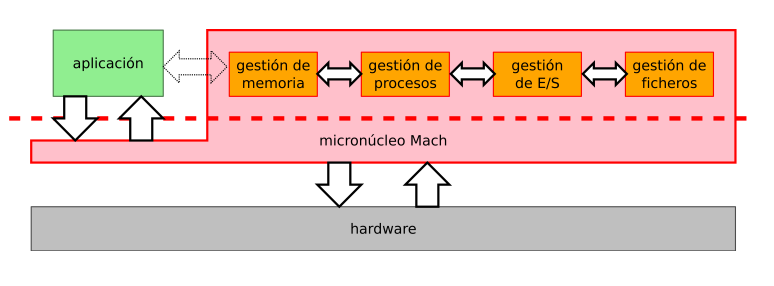 aplicación
gestión de
memoria
gestión de
procesos
gestión
de E/S
gestión de
ficheros
micronúcleo Mach
hardware